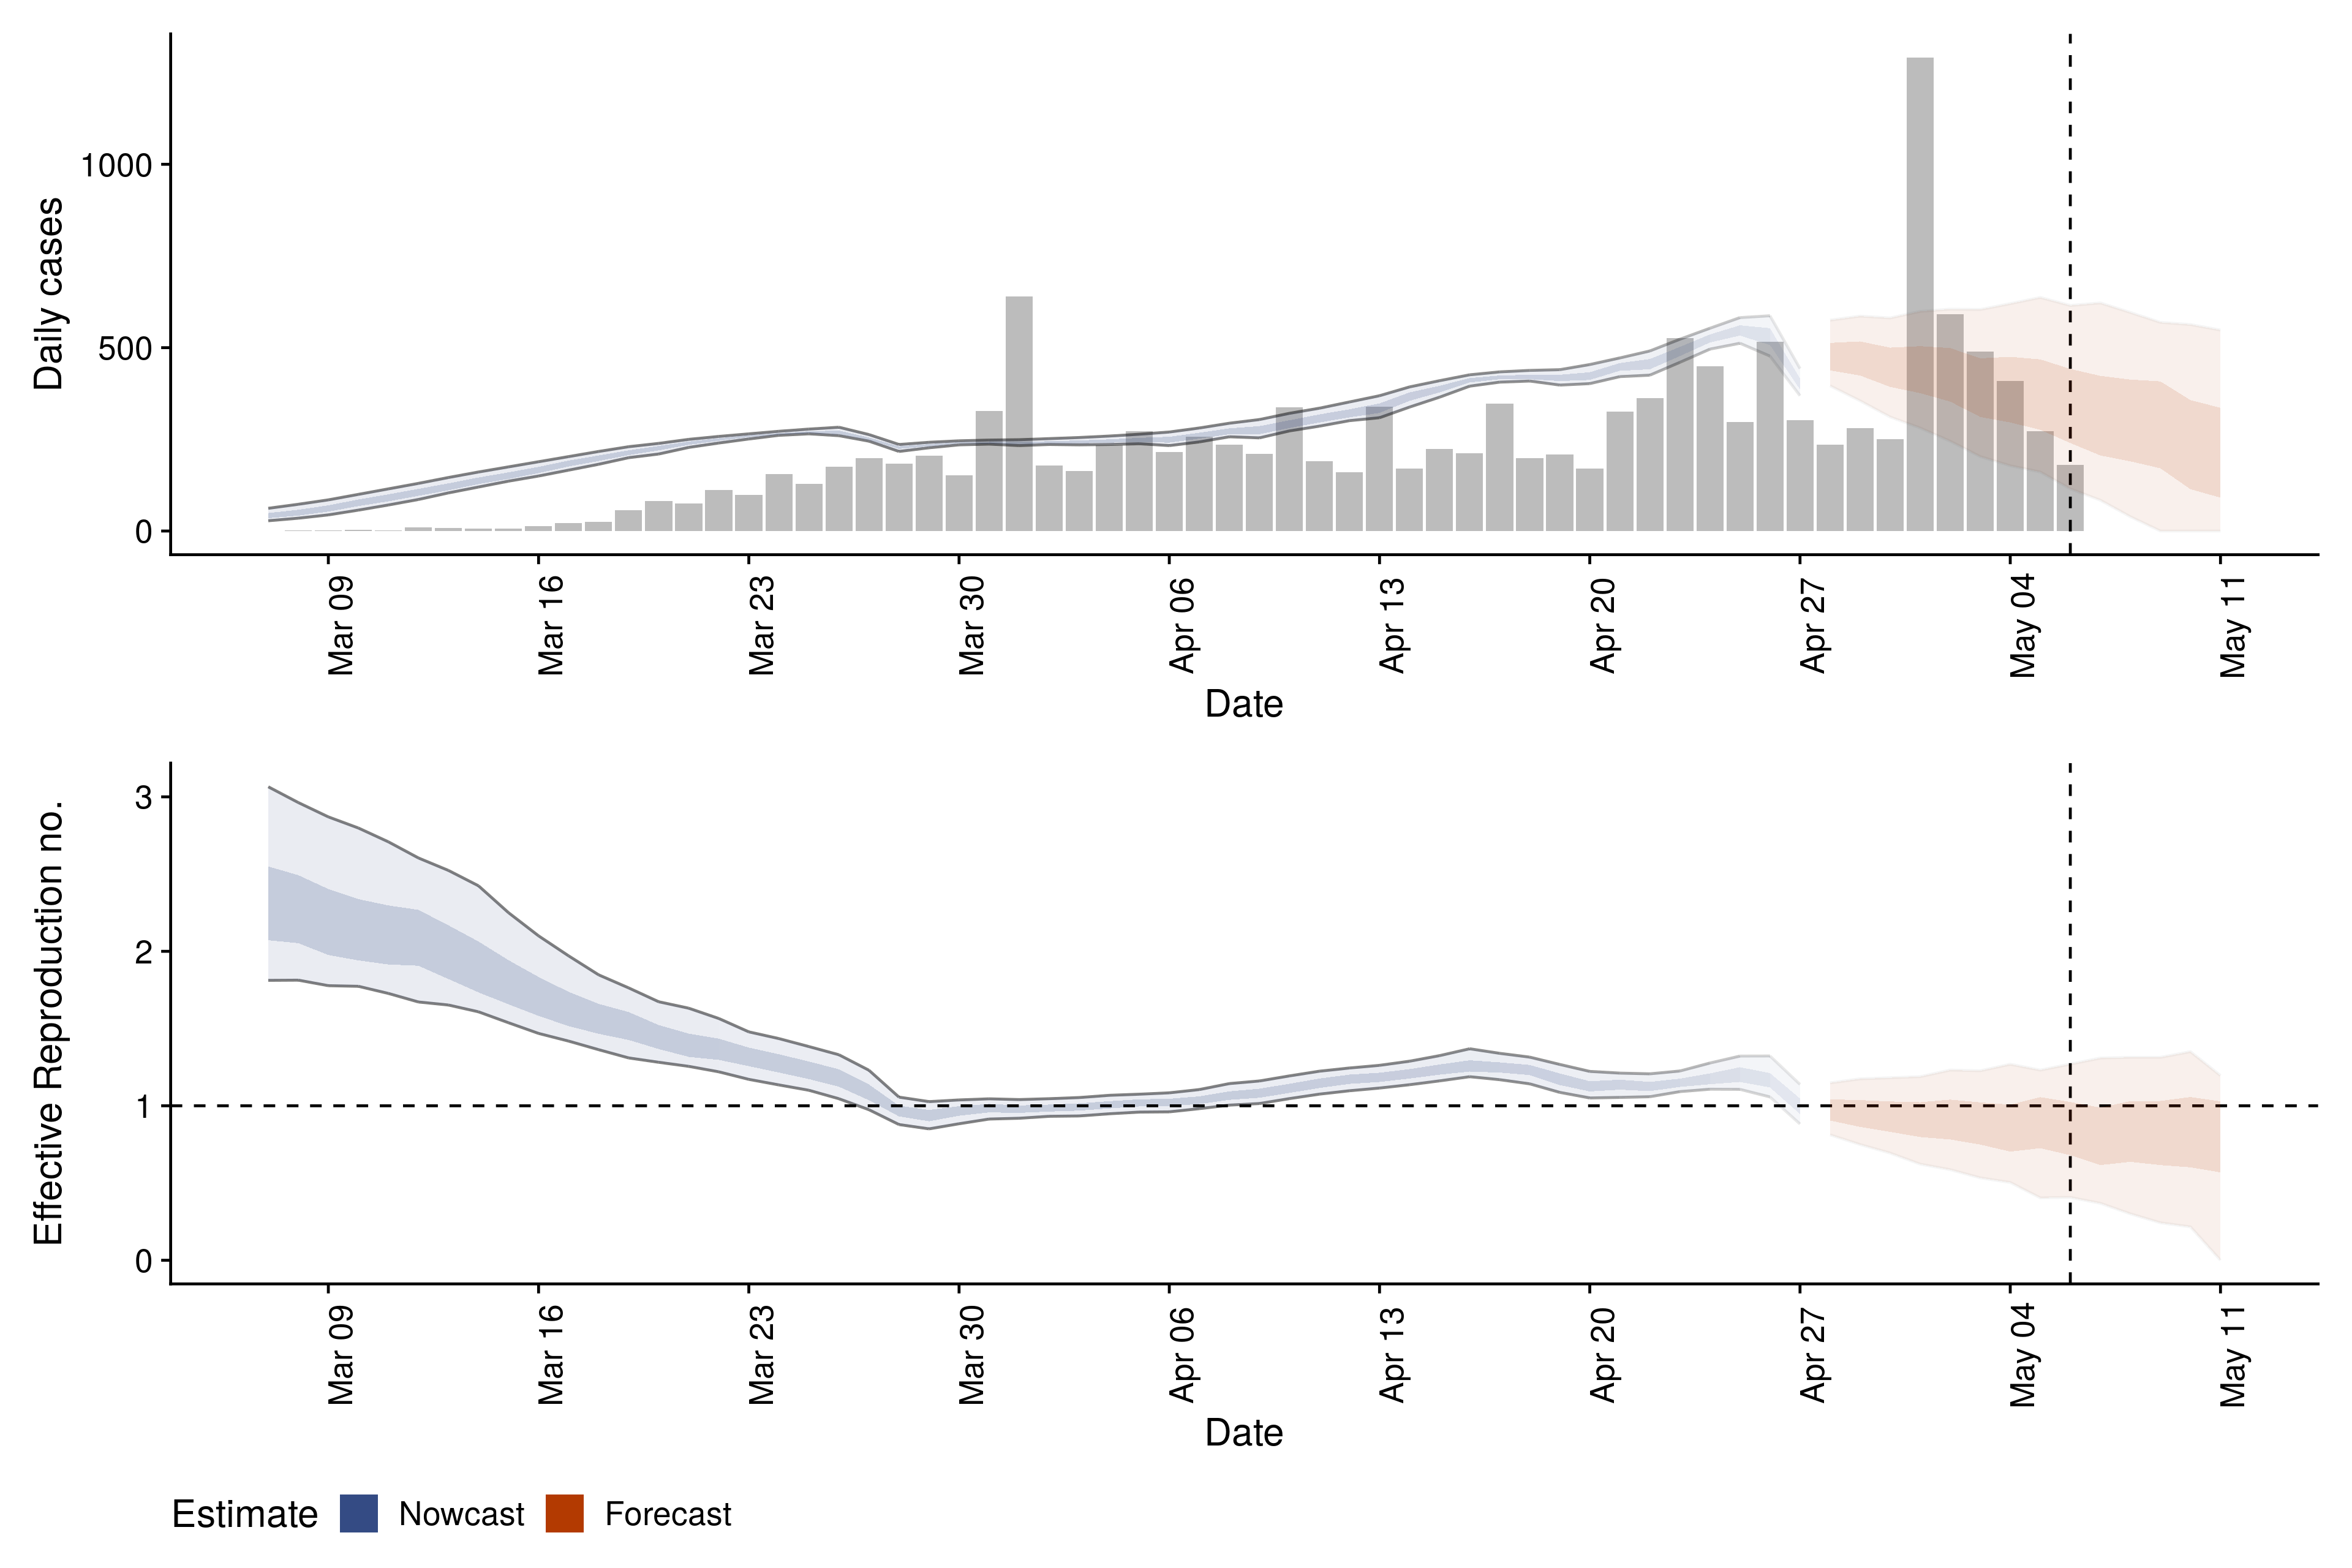 Daily cases
1000
500
0
Mar 09 Mar 16 Mar 23 Mar 30 Apr 06 Apr 13 Apr 20 Apr 27 May 04 May 11
Date
Effective Reproduction no.
3
2
1
0
Mar 09 Mar 16 Mar 23 Mar 30 Apr 06 Apr 13 Apr 20 Apr 27 May 04 May 11
Date
Estimate Nowcast Forecast